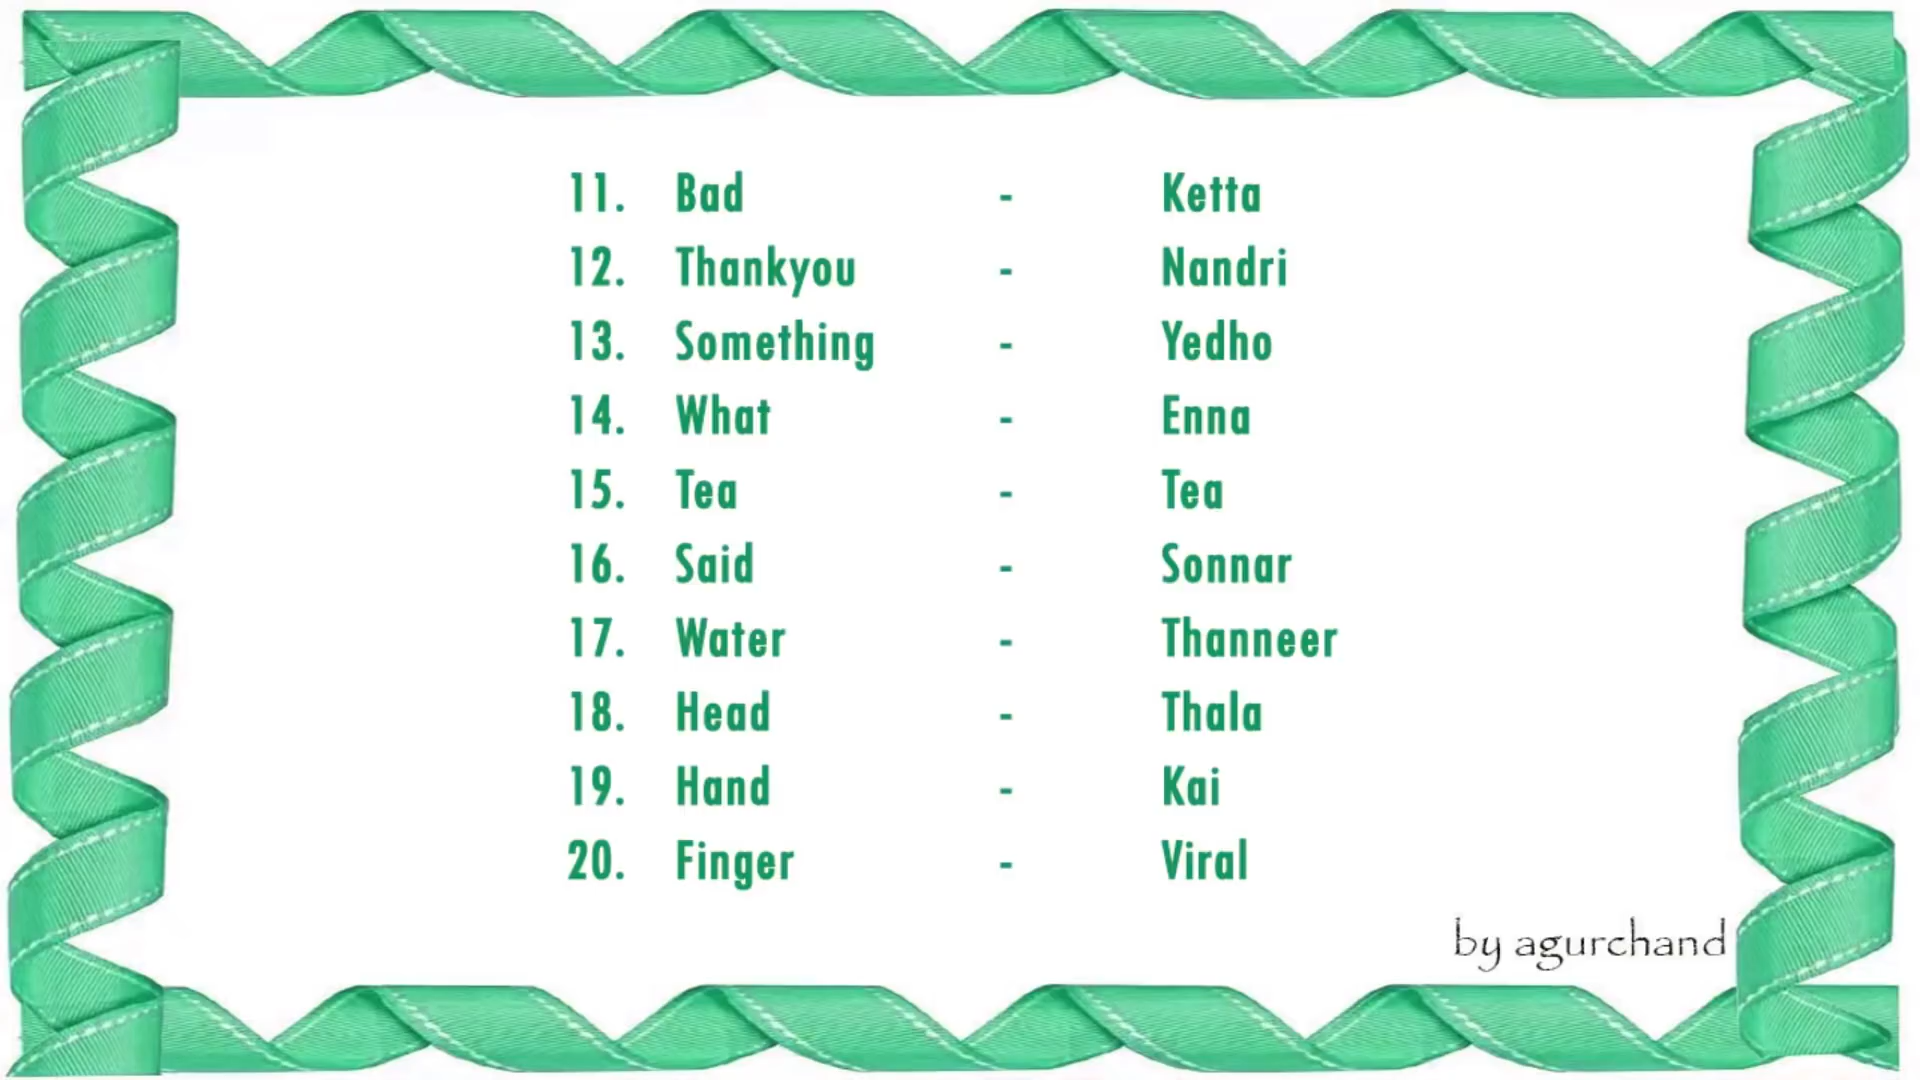 11. Bad - Ketta
12. Thankyou - Nandri
13. Something - Yedho
14. What - Enna
15. Tea - Tea
16. Said - Sonnar
17. Water - Thanneer
18. Head - Thala
19. Hand - Kai
20. Finger - Viral
by agurchand